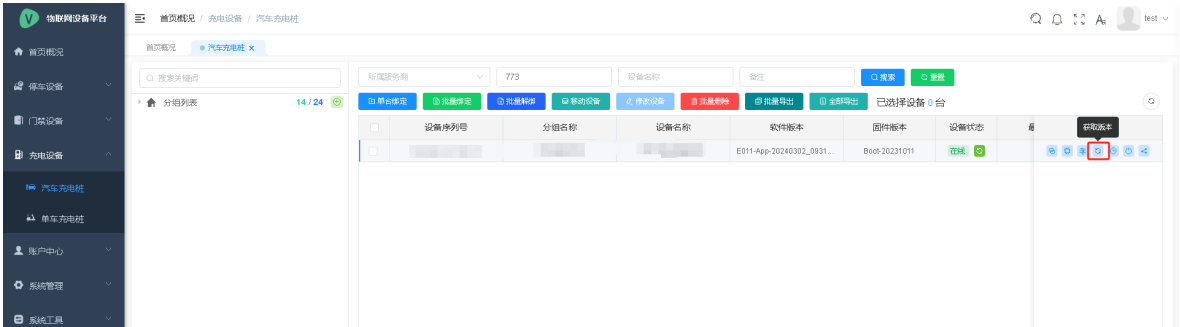 物联网设备平台
首页概况 / 充电设备 / 汽车充电桩
test
首页概况
停车设备
门禁设备
充电设备
汽车充电桩
单车充电桩
账户中心
系统管理
系统工具
首页概况
汽车充电桩 ×
搜索关键词
分组列表 14 / 24
所属服务商 773 设备名称 备注 搜索 重置
单台绑定 批量绑定 批量解绑 移动设备 修改设备 批量删除 批量导出 全部导出 已选择设备 0 台
设备序列号 分组名称 设备名称 软件版本 固件版本 设备状态
获取版本
E011-App-20240302_0931... Boot-20231011 在线